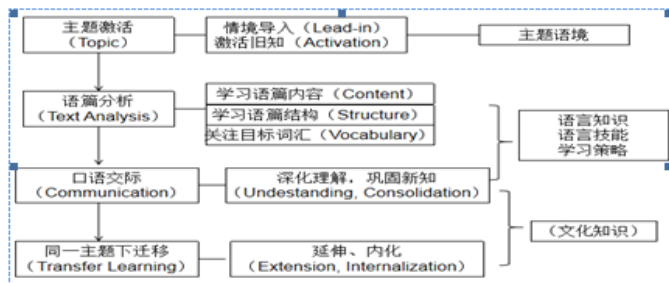 主题激活
（Topic）
情境导入（Lead-in）
激活旧知（Activation）
主题语境
语篇分析
（Text Analysis）
学习语篇内容（Content）
学习语篇结构（Structure）
关注目标词汇（Vocabulary）
语言知识
语言技能
学习策略
口语交际
（Communication）
深化理解，巩固新知
（Undestanding, Consolidation）
（文化知识）
同一主题下迁移
（Transfer Learning）
延伸、内化
（Extension, Internalization）